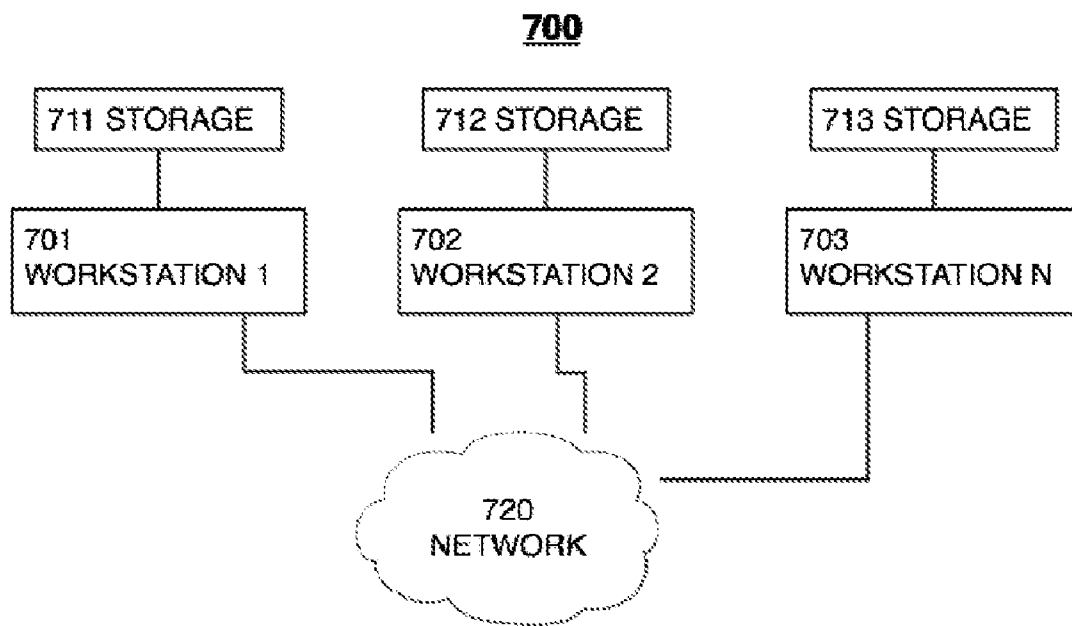 700
711 STORAGE
712 STORAGE
713 STORAGE
701
WORKSTATION 1
702
WORKSTATION 2
703
WORKSTATION N
720
NETWORK